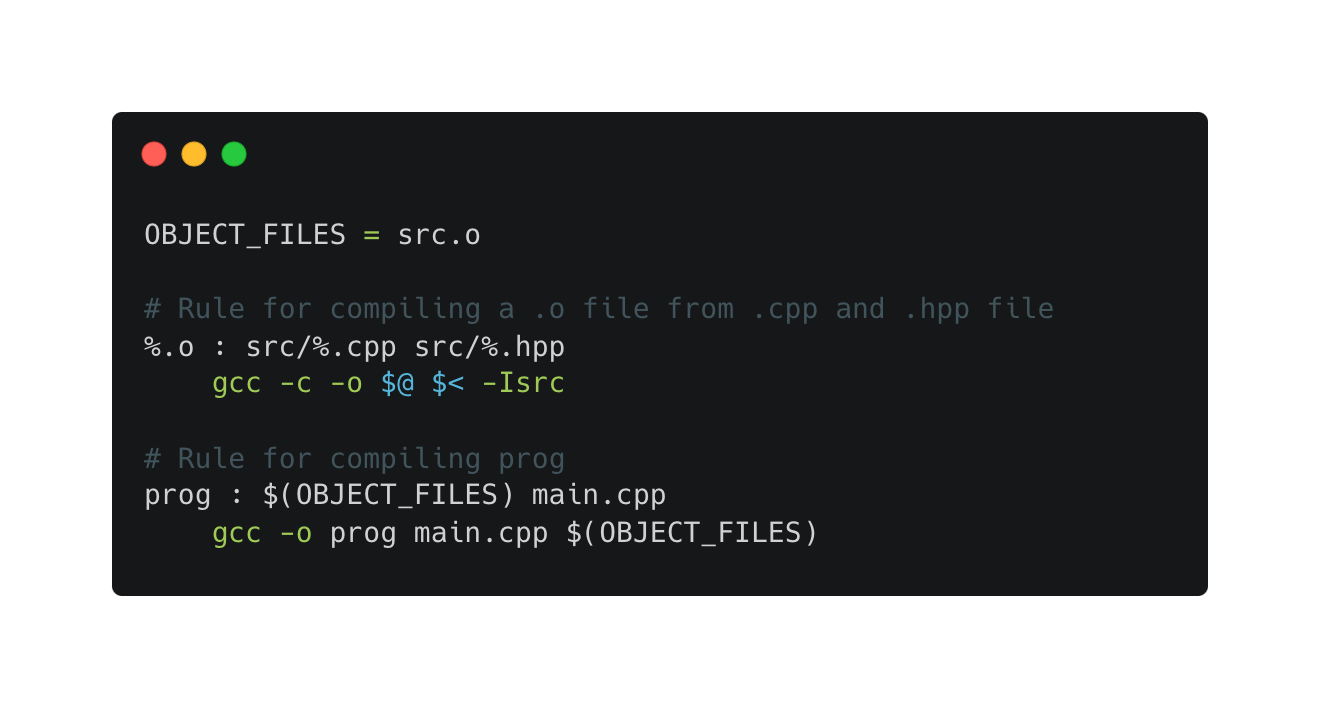 OBJECT_FILES = src.o
# Rule for compiling a .o file from .cpp and .hpp file
%.o : src/%.cpp src/%.hpp
    gcc -c -o $@ $< -Isrc
# Rule for compiling prog
prog : $(OBJECT_FILES) main.cpp
    gcc -o prog main.cpp $(OBJECT_FILES)